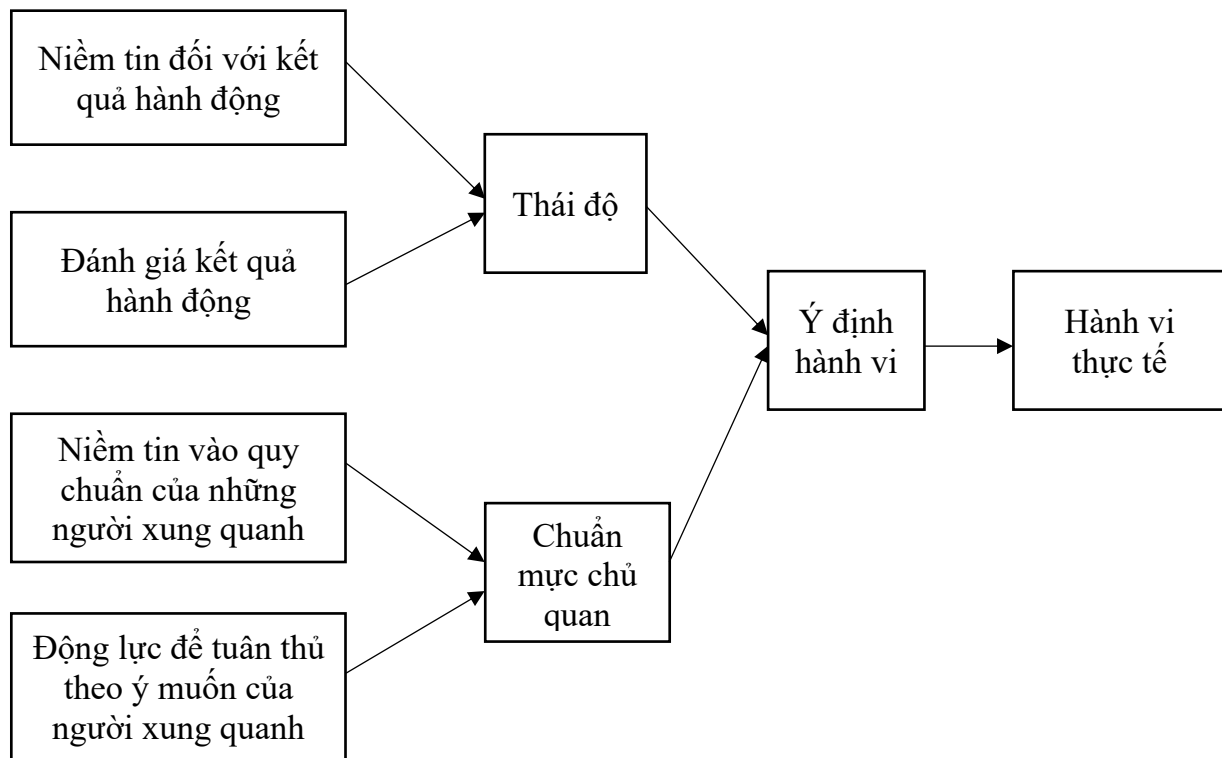 Niềm tin đối với kết
quả hành động
Đánh giá kết quả
hành động
Niềm tin vào quy
chuẩn của những
người xung quanh
Động lực để tuân thủ
theo ý muốn của
người xung quanh
Thái độ
Chuẩn
mực chủ
quan
Ý định
hành vi
Hành vi
thực tế